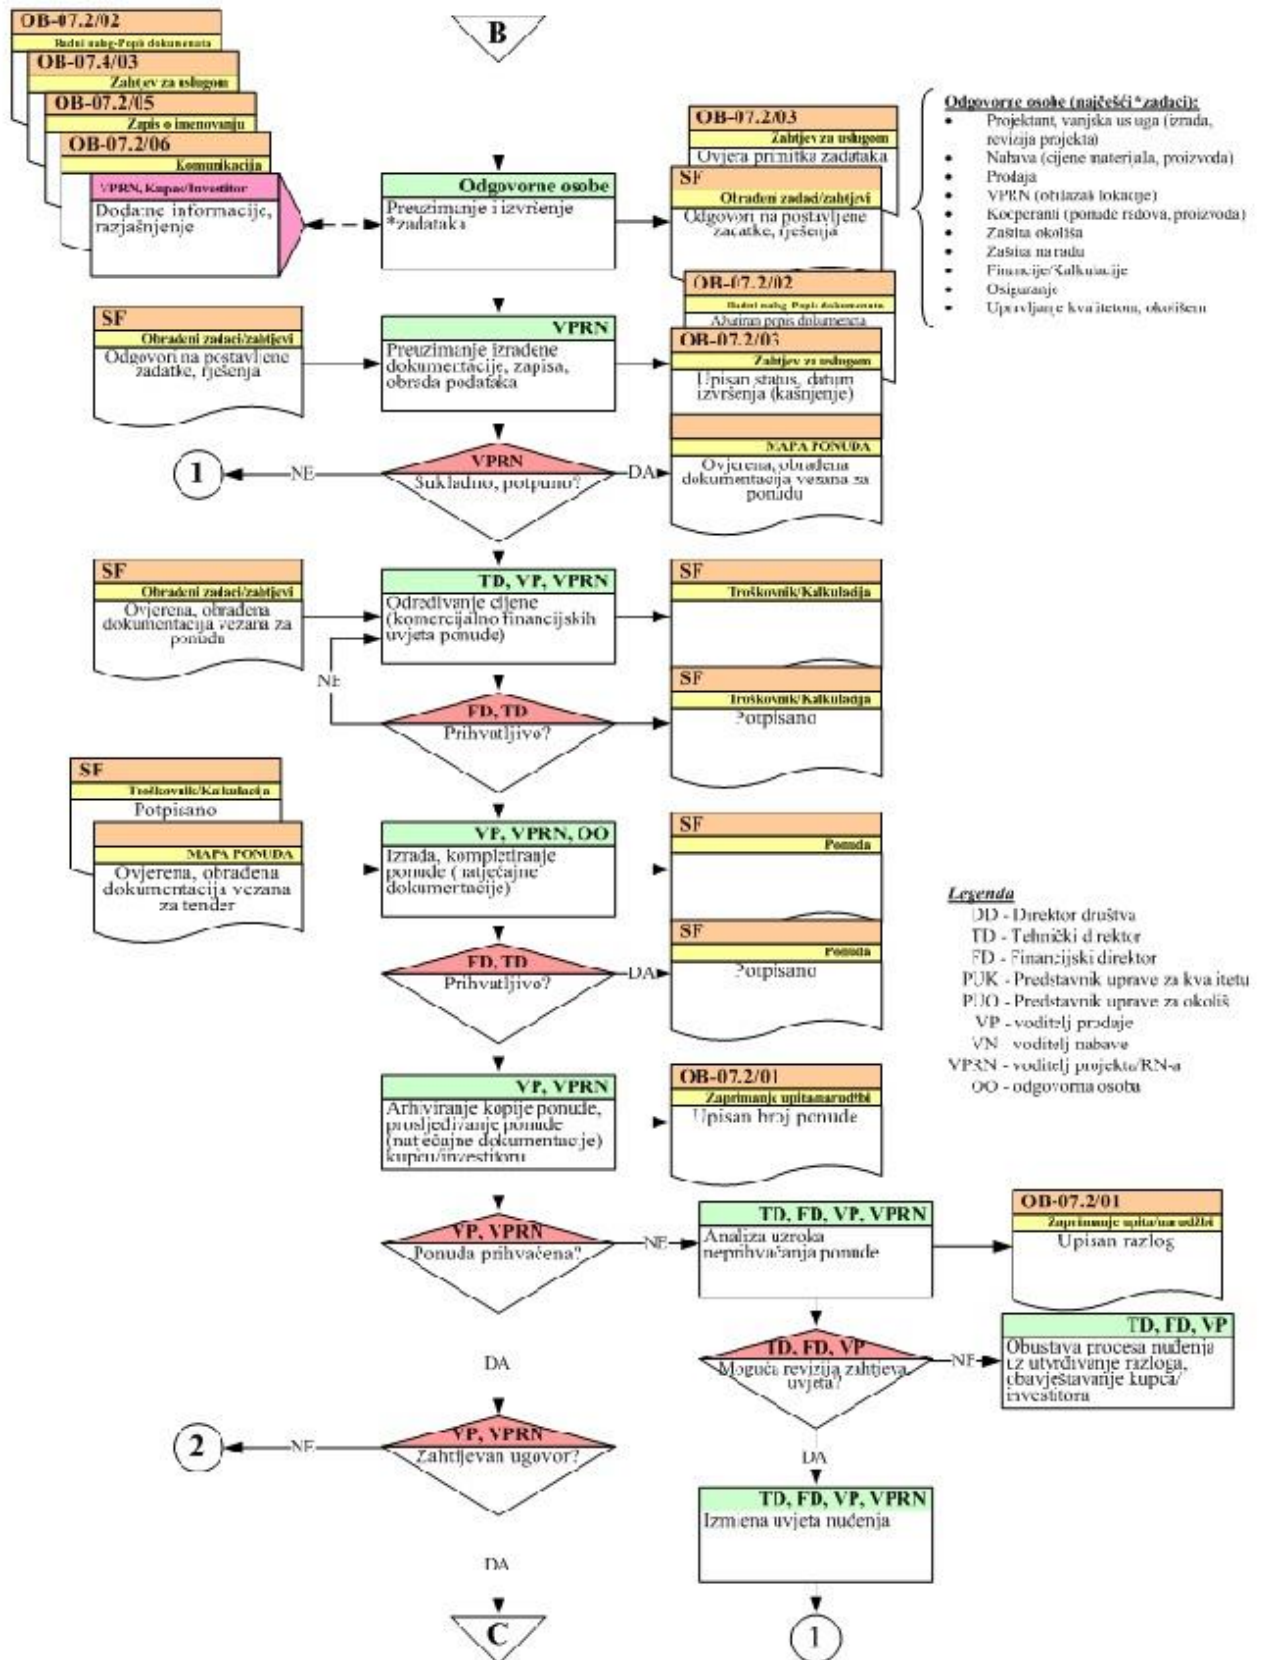 OB-07.2/02
Radni nalog-Popis dokumenata
OB-07.4/03
Zahtjev za uslugom
OB-07.2/05
Zapis o imenovanju
OB-07.2/06
Komunikacija
VPRN, Kupac/Investitor
Dodatne informacije,
razjašnjenje
B
Odgovorne osobe
Preuzimanje i izvršenje
*zadataka
OB-07.2/03
Zahtjev za uslugom
Ovjera primitka zadataka
SF
Obrađeni zadaci/zahtjevi
Odgovori na postavljene
zadatke, rješenja
Odgovorne osobe (najčešći *zadaci):
• Projektant, vanjska usluga (izrada,
revizija projekta)
• Nabava (cijene materijala, proizvoda)
• Prodaja
• VPRN (obilazak lokacije)
• Kooperanti (ponude radova, proizvoda)
• Zaštita okoliša
• Zaštita na radu
• Financije/Kalkulacije
• Osiguranje
• Upravljanje kvalitetom, okolišem
SF
Obrađeni zadaci/zahtjevi
Odgovori na postavljene
zadatke, rješenja
VPRN
Preuzimanje izrađene
dokumentacije, zapisa,
obrada podataka
OB-07.2/02
Radni nalog-Popis dokumenata
Ažuriran popis dokumenata
OB-07.2/03
Zahtjev za uslugom
Upisan status, datum
izvršenja (kašnjenje)
MAPA PONUDA
Ovjerena, obrađena
dokumentacija vezana za
ponudu
1
NE
VPRN
Sukladno, potpuno?
DA
SF
Obrađeni zadaci/zahtjevi
Ovjerena, obrađena
dokumentacija vezana za
ponudu
TD, VP, VPRN
Određivanje cijene
(komercijalno financijskih
uvjeta ponude)
SF
Troškovnik/Kalkulacija
NE
FD, TD
Prihvatljivo?
SF
Troškovnik/Kalkulacija
Potpisano
SF
Troškovnik/Kalkulacija
Potpisano
MAPA PONUDA
Ovjerena, obrađena
dokumentacija vezana
za tender
VP, VPRN, OO
Izrada, kompletiranje
ponude (natječajne
dokumentacije)
SF
Ponuda
FD, TD
Prihvatljivo?
DA
SF
Ponuda
Potpisano
Legenda
DD - Direktor društva
TD - Tehnički direktor
FD - Financijski direktor
PUK - Predstavnik uprave za kvalitetu
PUO - Predstavnik uprave za okoliš
VP - voditelj prodaje
VN - voditelj nabave
VPRN - voditelj projekta/RN-a
OO - odgovorna osoba
VP, VPRN
Arhiviranje kopije ponude,
prosljeđivanje ponude
(natječajne dokumentacije)
kupcu/investitoru
OB-07.2/01
Zaprimanje upita/narudžbi
Upisan broj ponude
VP, VPRN
Ponuda prihvaćena?
NE
TD, FD, VP, VPRN
Analiza uzroka
neprihvaćanja ponude
OB-07.2/01
Zaprimanje upita/narudžbi
Upisan razlog
DA
TD, FD, VP
Moguća revizija zahtjeva,
uvjeta?
NE
TD, FD, VP
Obustava procesa nuđenja
uz utvrđivanje razloga,
obavještavanje kupca/
investitora
2
NE
VP, VPRN
Zahtijevan ugovor?
DA
TD, FD, VP, VPRN
Izmjena uvjeta nuđenja
DA
C
1